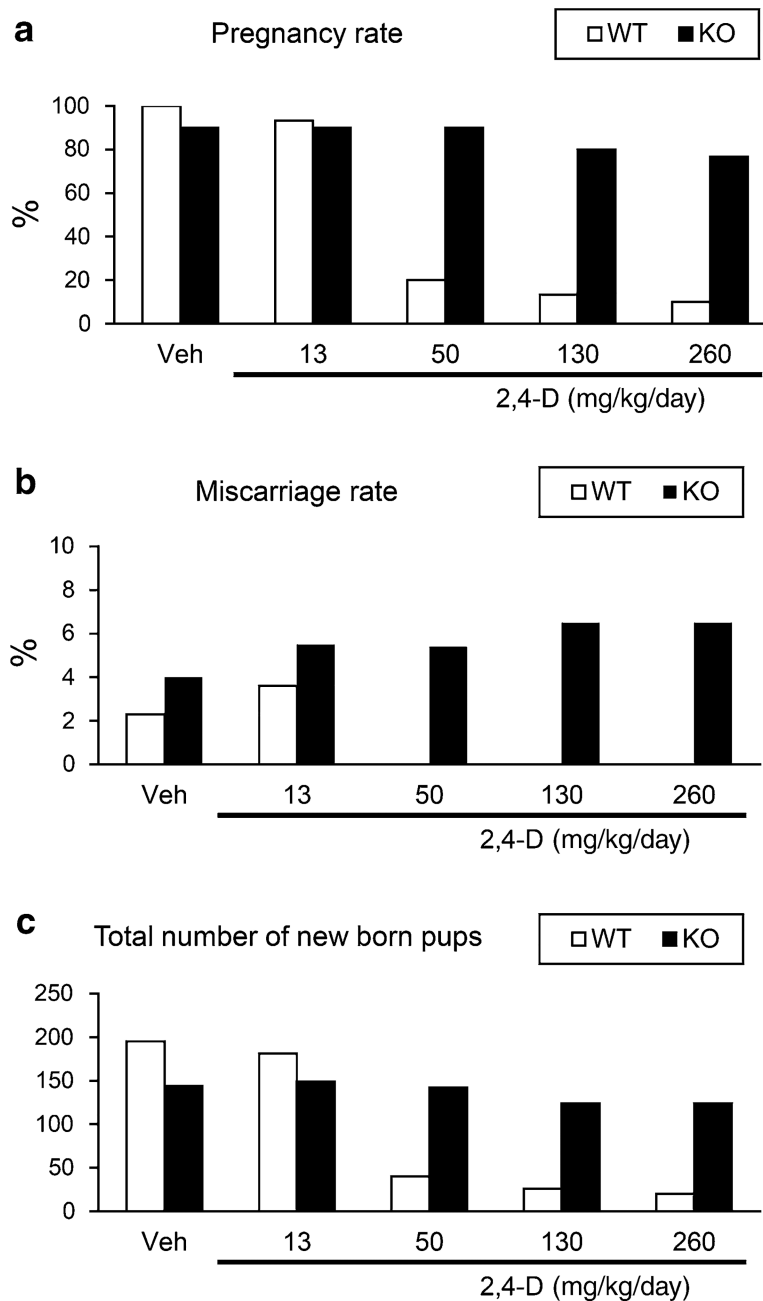 a
Pregnancy rate
WT KO
100
80
60
40
20
0
%
Veh 13 50 130 260
2,4-D (mg/kg/day)
b
Miscarriage rate
WT KO
10
8
6
4
2
0
%
Veh 13 50 130 260
2,4-D (mg/kg/day)
c
Total number of new born pups
WT KO
250
200
150
100
50
0
Veh 13 50 130 260
2,4-D (mg/kg/day)